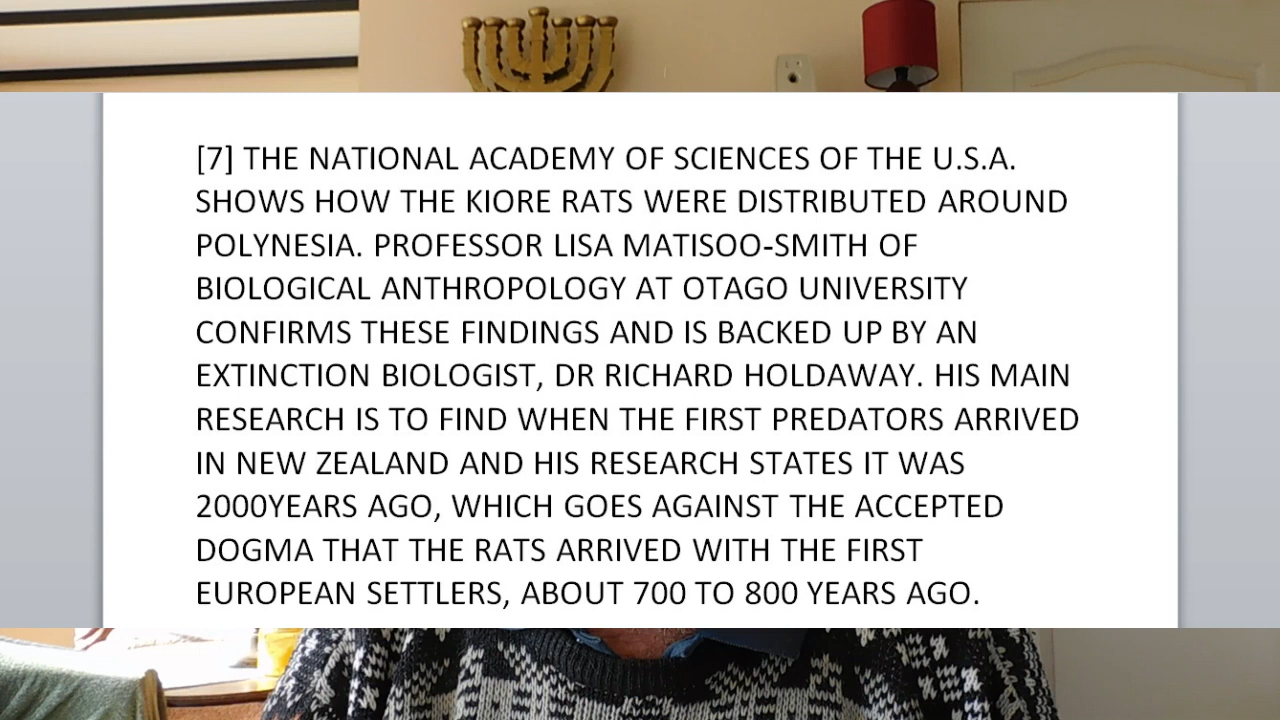 [7] THE NATIONAL ACADEMY OF SCIENCES OF THE U.S.A.
SHOWS HOW THE KIORE RATS WERE DISTRIBUTED AROUND
POLYNESIA. PROFESSOR LISA MATISOO-SMITH OF
BIOLOGICAL ANTHROPOLOGY AT OTAGO UNIVERSITY
CONFIRMS THESE FINDINGS AND IS BACKED UP BY AN
EXTINCTION BIOLOGIST, DR RICHARD HOLDAWAY. HIS MAIN
RESEARCH IS TO FIND WHEN THE FIRST PREDATORS ARRIVED
IN NEW ZEALAND AND HIS RESEARCH STATES IT WAS
2000YEARS AGO, WHICH GOES AGAINST THE ACCEPTED
DOGMA THAT THE RATS ARRIVED WITH THE FIRST
EUROPEAN SETTLERS, ABOUT 700 TO 800 YEARS AGO.